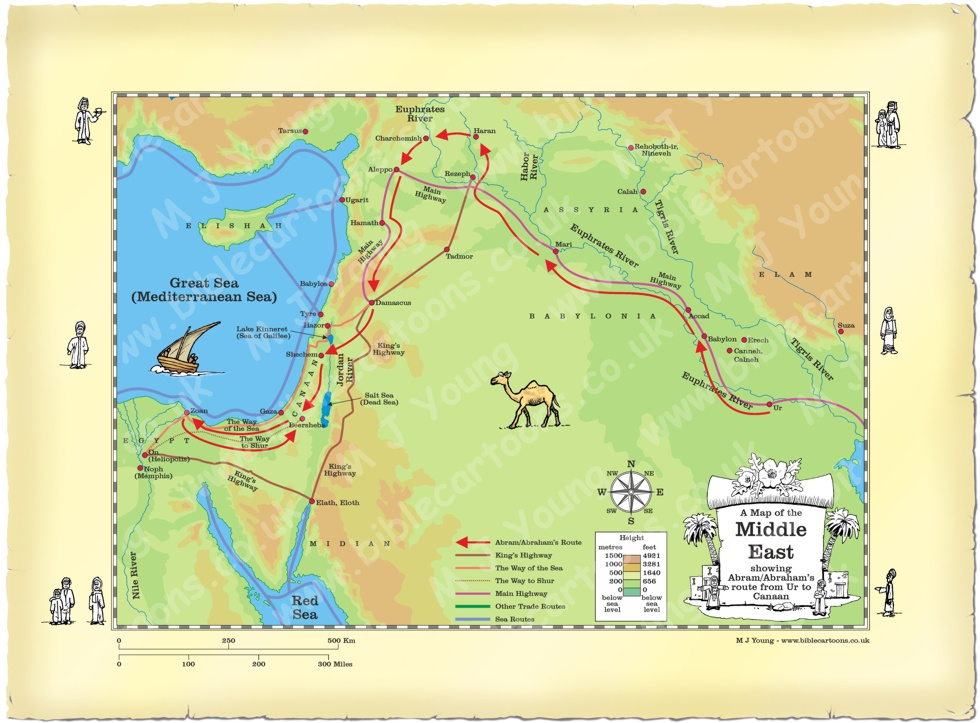 Euphrates
River
Tarsus
Charchemish
Haran
Habor
River
Rehoboth-ir,
Nineveh
Aleppo
Rezeph
Main
Highway
Calah
Ugarit
ASSYRIA
Tigris River
ELISHAH
Hamath
Main
Highway
Mari
Euphrates River
Tadmor
Main
Highway
ELAM
Great Sea
(Mediterranean Sea)
Babylos
Damascus
Tyre
Hazor
BABYLONIA
Accad
Suza
Lake Kinneret
(Sea of Galilee)
Babylon
Erech
Canneh,
Calneh
Tigris River
Shechem
King's
Highway
CANAAN
Jordan
River
Euphrates River
Ur
Salt Sea
(Dead Sea)
Zoan
Gaza
The Way
of the Sea
Beersheba
The Way
to Shur
EGYPT
On
(Heliopolis)
Noph
(Memphis)
King's
Highway
King's
Highway
Elath, Eloth
N
NW
NE
W
E
SW
SE
S
MIDIAN
Nile River
Red
Sea
Abram/Abraham's Route
King's Highway
The Way of the Sea
The Way to Shur
Main Highway
Other Trade Routes
Sea Routes
Height
metres feet
1500 4921
1000 3281
500 1640
200 656
0 0
below below
sea sea
level level
A Map of the
Middle
East
showing
Abram/Abraham's
route from Ur to
Canaan
0 250 500 Km
0 100 200 300 Miles
M J Young - www.biblecartoons.co.uk